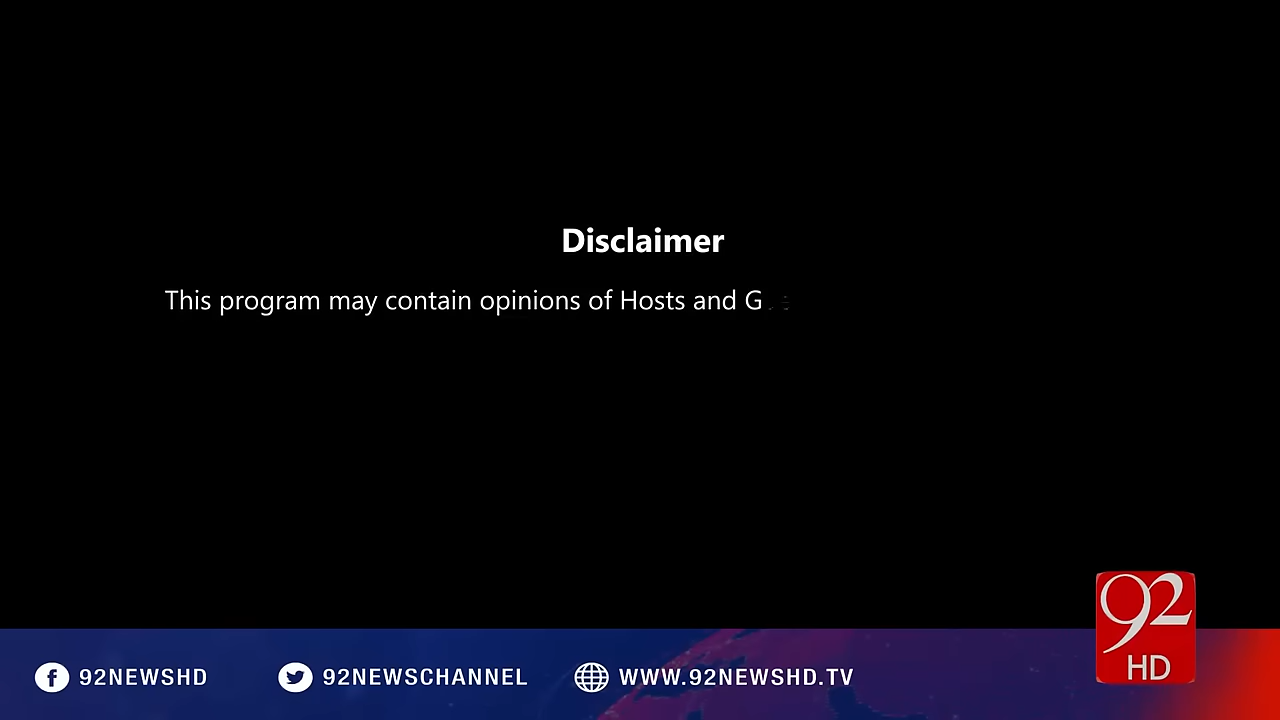 Disclaimer
This program may contain opinions of Hosts and G
92 HD
92NEWSHD 92NEWSCHANNEL WWW.92NEWSHD.TV